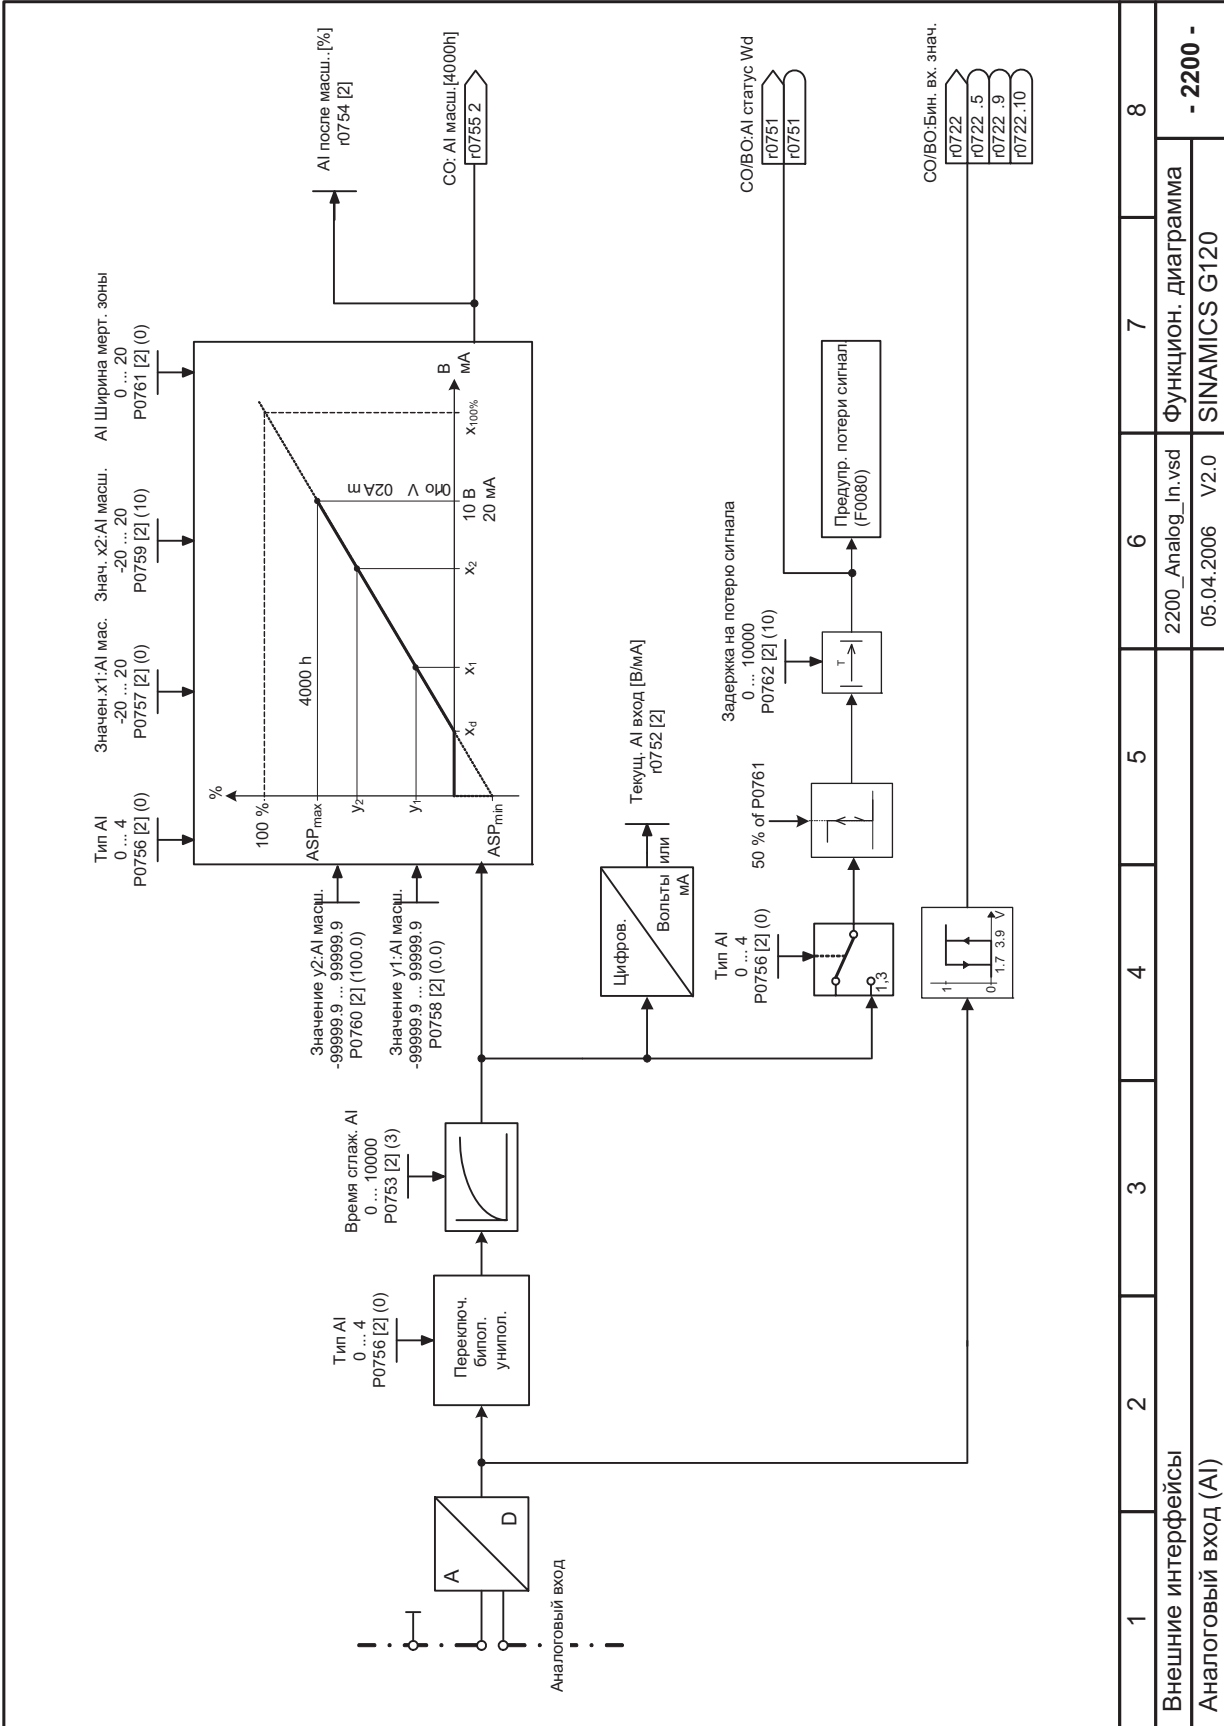 Аналоговый вход
A
D
Тип AI
0 ... 4
P0756 [2] (0)
Переключ.
бипол.
унипол.
Время сглаж. AI
0 ... 10000
P0753 [2] (3)
Значение y2:AI масш.
-99999.9 ... 99999.9
P0760 [2] (100.0)
Значение y1:AI масш.
-99999.9 ... 99999.9
P0758 [2] (0.0)
Тип AI
0 ... 4
P0756 [2] (0)
Значен.x1:AI мас.
-20 ... 20
P0757 [2] (0)
Знач. x2:AI масш.
-20 ... 20
P0759 [2] (10)
AI Ширина мерт. зоны
0 ... 20
P0761 [2] (0)
%
100 %
ASPmax
y2
y1
ASPmin
4000 h
xd
x1
x2
10 В
20 мА
x100%
В
мА
AI после масш..[%]
r0754 [2]
CO: AI масш.[4000h]
r0755 2
Цифров.
Вольты или
мА
Текущ. AI вход [В/мА]
r0752 [2]
Тип AI
0 ... 4
P0756 [2] (0)
1,3
50 % of P0761
Задержка на потерю сигнала
0 ... 10000
P0762 [2] (10)
T
Предупр. потери сигнал.
(F0080)
CO/BO:AI статус Wd
r0751
r0751
1
0
1.7 3.9 V
CO/BO:Бин. вх. знач.
r0722
r0722 .5
r0722 .9
r0722 .10
1 2 3 4 5 6 7 8
Внешние интерфейсы
2200_Analog_In.vsd
Функцион. диаграмма
- 2200 -
Аналоговый вход (AI)
05.04.2006 V2.0
SINAMICS G120